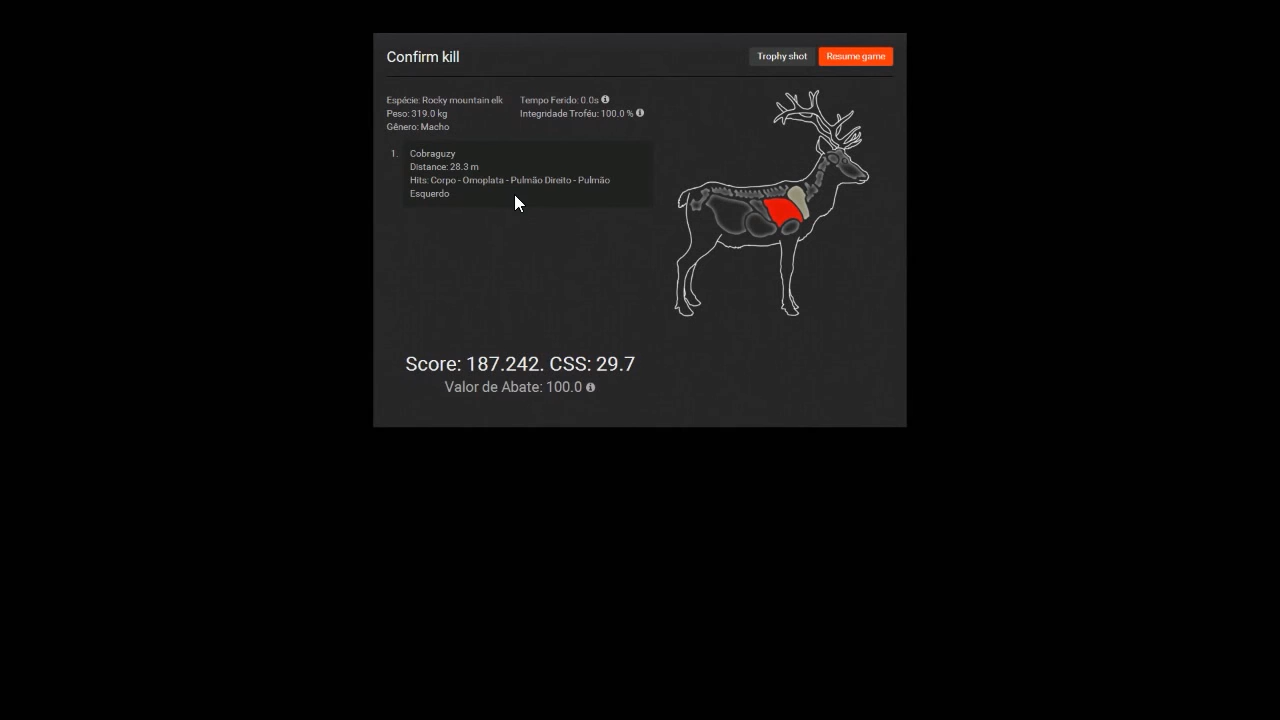 Confirm kill
Trophy shot
Resume game
Espécie: Rocky mountain elk
Peso: 319.0 kg
Gênero: Macho
Tempo Ferido: 0.0s
Integridade Troféu: 100.0 %
1.
Cobraguzy
Distance: 28.3 m
Hits: Corpo - Omoplata - Pulmão Direito - Pulmão
Esquerdo
Score: 187.242. CSS: 29.7
Valor de Abate: 100.0